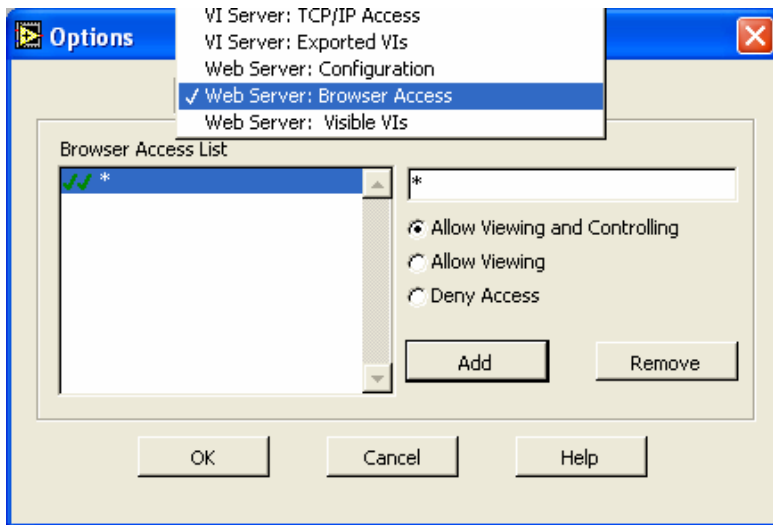 VI Server: TCP/IP Access
Options
VI Server: Exported VIs
Web Server: Configuration
✓ Web Server: Browser Access
Web Server: Visible VIs
Browser Access List
*
*
Allow Viewing and Controlling
Allow Viewing
Deny Access
Add
Remove
OK
Cancel
Help